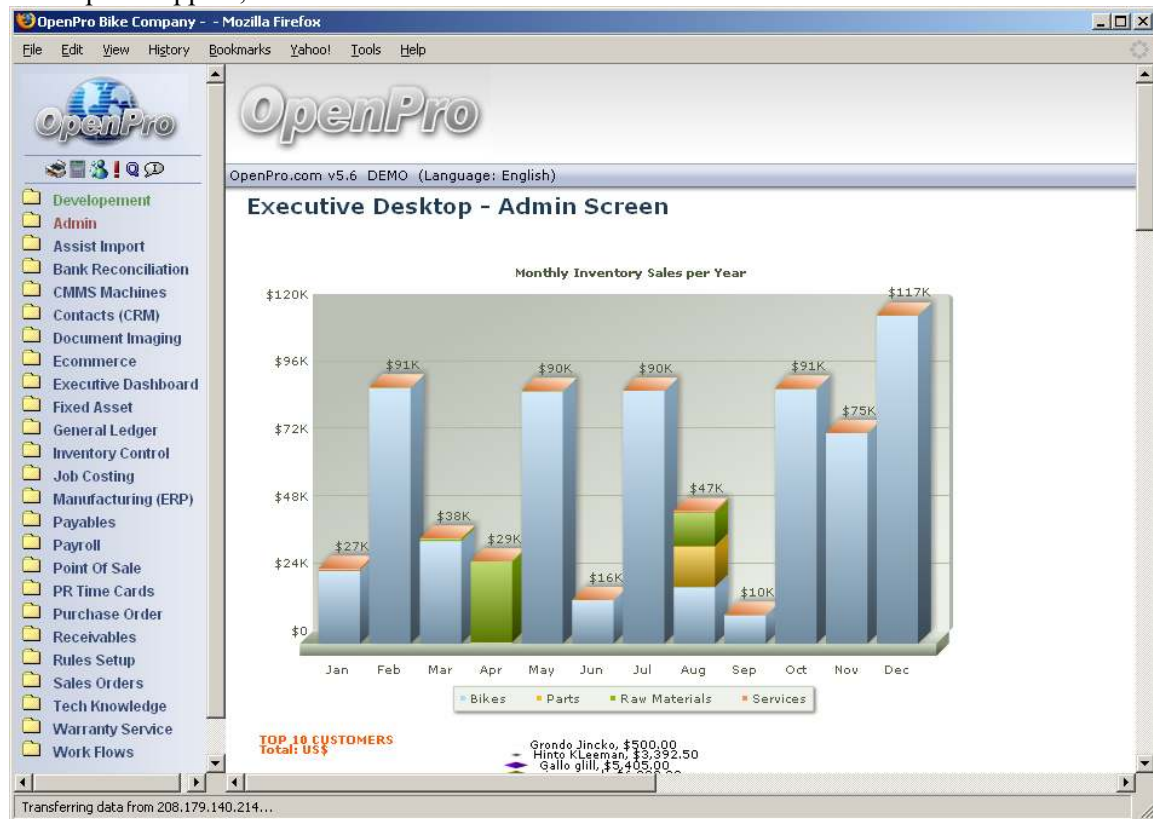 OpenPro Bike Company - - Mozilla Firefox
File Edit View History Bookmarks Yahoo! Tools Help
OpenPro
OpenPro
OpenPro.com v5.6 DEMO (Language: English)
Developement
Admin
Assist Import
Bank Reconciliation
CMMS Machines
Contacts (CRM)
Document Imaging
Ecommerce
Executive Dashboard
Fixed Asset
General Ledger
Inventory Control
Job Costing
Manufacturing (ERP)
Payables
Payroll
Point Of Sale
PR Time Cards
Purchase Order
Receivables
Rules Setup
Sales Orders
Tech Knowledge
Warranty Service
Work Flows
Executive Desktop - Admin Screen
Monthly Inventory Sales per Year
$120K
$96K
$72K
$48K
$24K
$0
$27K
$91K
$38K
$29K
$90K
$16K
$90K
$47K
$10K
$91K
$75K
$117K
Jan Feb Mar Apr May Jun Jul Aug Sep Oct Nov Dec
Bikes Parts Raw Materials Services
TOP 10 CUSTOMERS
Total: US$
Grondo Jincko, $500.00
Hinto KLeeman, $3,392.50
Gallo glill, $5,405.00
Transferring data from 208.179.140.214...